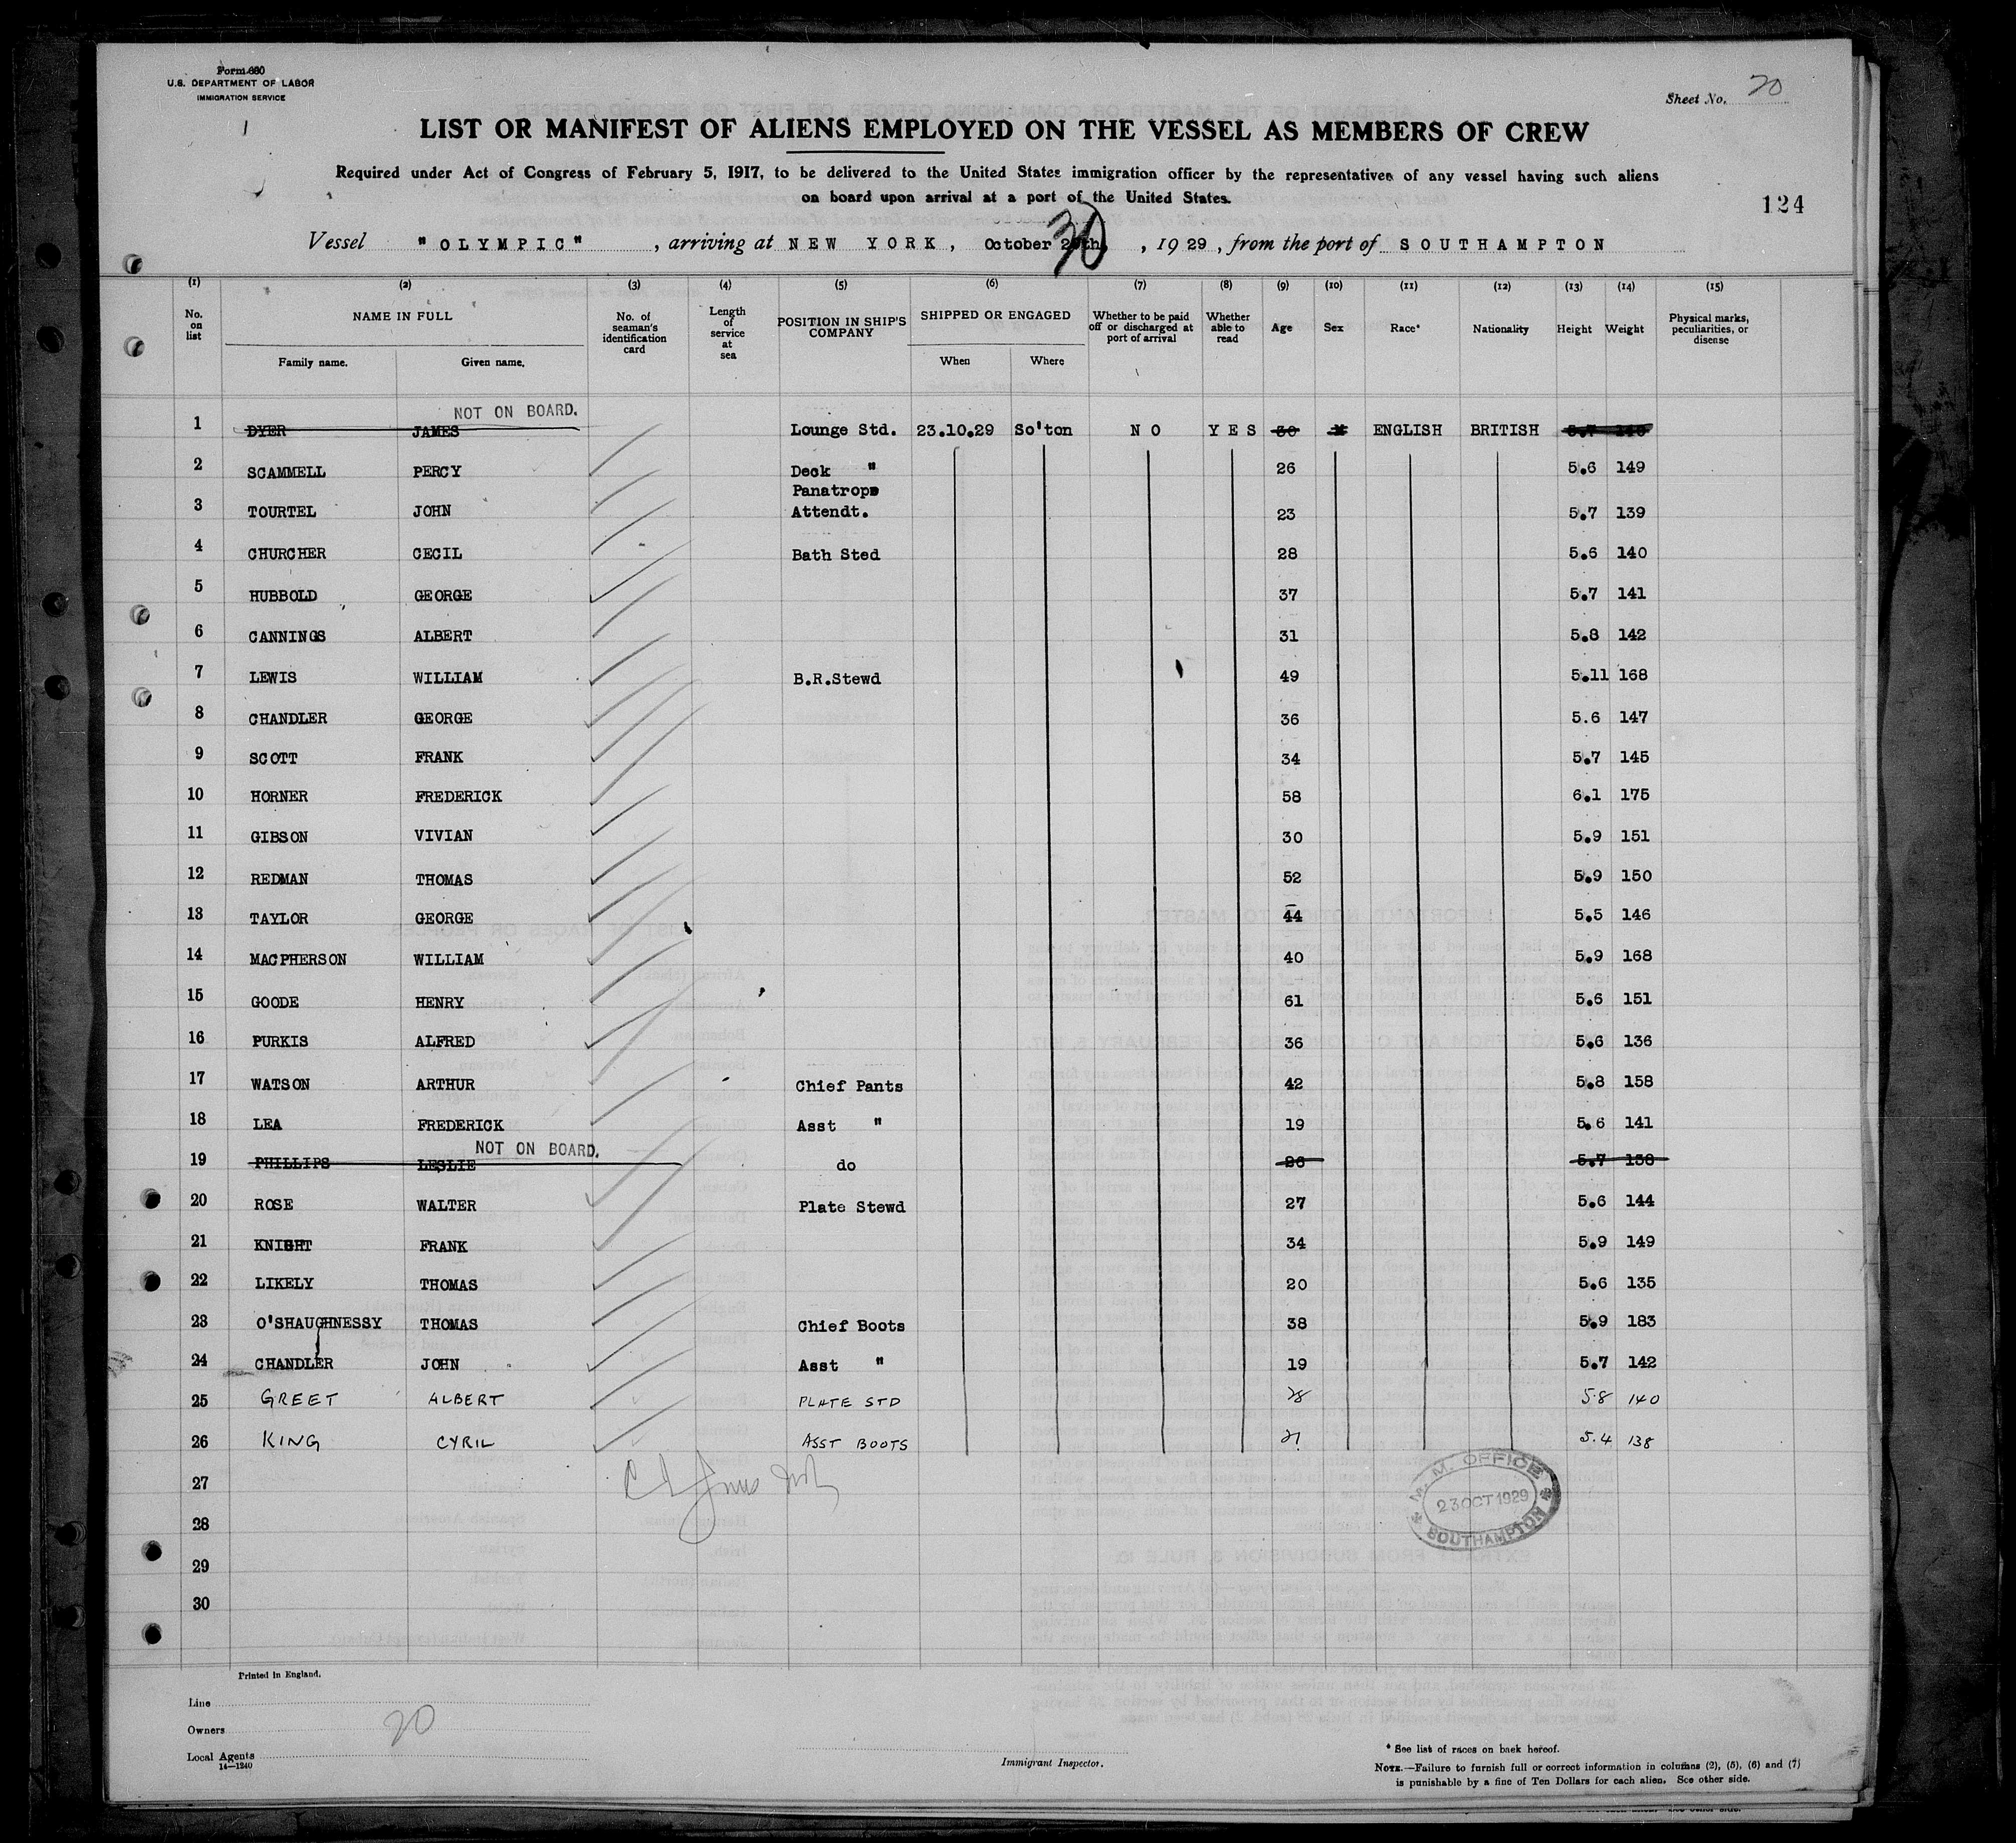 Form 680
U.S. DEPARTMENT OF LABOR
IMMIGRATION SERVICE
Sheet No. 20
LIST OR MANIFEST OF ALIENS EMPLOYED ON THE VESSEL AS MEMBERS OF CREW
Required under Act of Congress of February 5, 1917, to be delivered to the United States immigration officer by the representatives of any vessel having such aliens
on board upon arrival at a port of the United States.
124
Vessel "OLYMPIC", arriving at NEW YORK, October 30, 1929, from the port of SOUTHAMPTON
(1) (2) (3) (4) (5) (6) (7) (8) (9) (10) (11) (12) (13) (14) (15)
No. on list NAME IN FULL Family name. Given name. No. of seaman's identification card Length of service at sea POSITION IN SHIP'S COMPANY SHIPPED OR ENGAGED When Where Whether to be paid off or discharged at port of arrival Whether able to read Age Sex Race* Nationality Height Weight Physical marks, peculiarities, or disease
NOT ON BOARD.
1 DYER JAMES Lounge Std. 23.10.29 So'ton NO YES 30 M ENGLISH BRITISH 5.7
2 SCAMMELL PERCY Deck " 26 5.6 149
Panatrope
3 TOURTEL JOHN Attendt. 23 5.7 139
4 CHURCHER CECIL Bath Sted 28 5.6 140
5 HUBBOLD GEORGE 37 5.7 141
6 CANNINGS ALBERT 31 5.8 142
7 LEWIS WILLIAM B.R.Stewd 49 5.11 168
8 CHANDLER GEORGE 36 5.6 147
9 SCOTT FRANK 34 5.7 145
10 HORNER FREDERICK 58 6.1 175
11 GIBSON VIVIAN 30 5.9 151
12 REDMAN THOMAS 52 5.9 150
13 TAYLOR GEORGE 44 5.5 146
14 MACPHERSON WILLIAM 40 5.9 168
15 GOODE HENRY 61 5.6 151
16 PURKIS ALFRED 36 5.6 136
17 WATSON ARTHUR Chief Pants 42 5.8 158
18 LEA FREDERICK Asst " 19 5.6 141
NOT ON BOARD.
19 PHILLIPS LESLIE do 26 5.7 138
20 ROSE WALTER Plate Stewd 27 5.6 144
21 KNIGHT FRANK 34 5.9 149
22 LIKELY THOMAS 20 5.6 135
23 O'SHAUGHNESSY THOMAS Chief Boots 38 5.9 183
24 CHANDLER JOHN Asst " 19 5.7 142
25 GREET ALBERT PLATE STD 28 5.8 140
26 KING CYRIL ASST BOOTS 21 5.4 138
27
28
29
30
M.M. OFFICE
23 OCT 1929
SOUTHAMPTON
Printed in England.
Line
Owners
20
Local Agents
14—1240
Immigrant Inspector.
* See list of races on back hereof.
NOTE.—Failure to furnish full or correct information in columns (2), (5), (6) and (7)
is punishable by a fine of Ten Dollars for each alien. See other side.